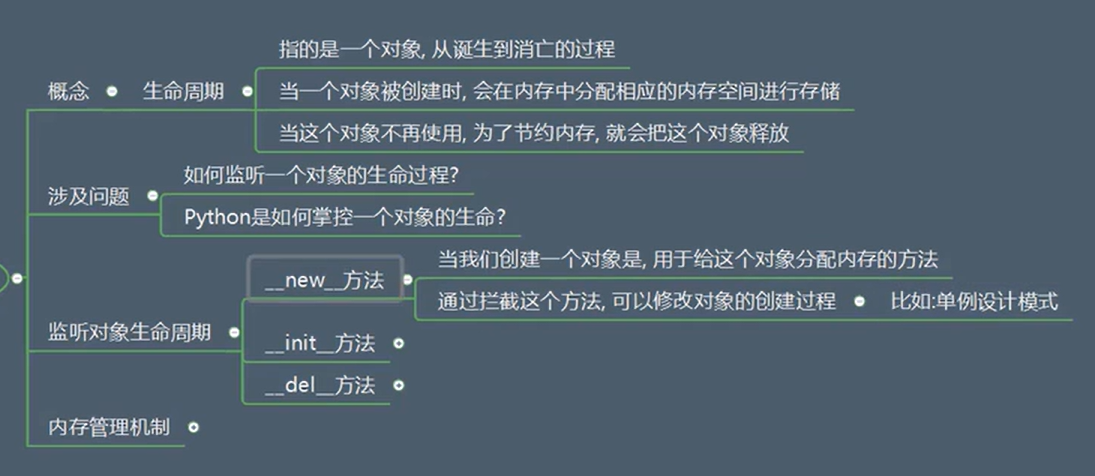 概念
生命周期
指的是一个对象, 从诞生到消亡的过程
当一个对象被创建时, 会在内存中分配相应的内存空间进行存储
当这个对象不再使用, 为了节约内存, 就会把这个对象释放
涉及问题
如何监听一个对象的生命过程?
Python是如何掌控一个对象的生命?
监听对象生命周期
__new__方法
当我们创建一个对象是, 用于给这个对象分配内存的方法
通过拦截这个方法, 可以修改对象的创建过程
比如:单例设计模式
__init__方法
__del__方法
内存管理机制